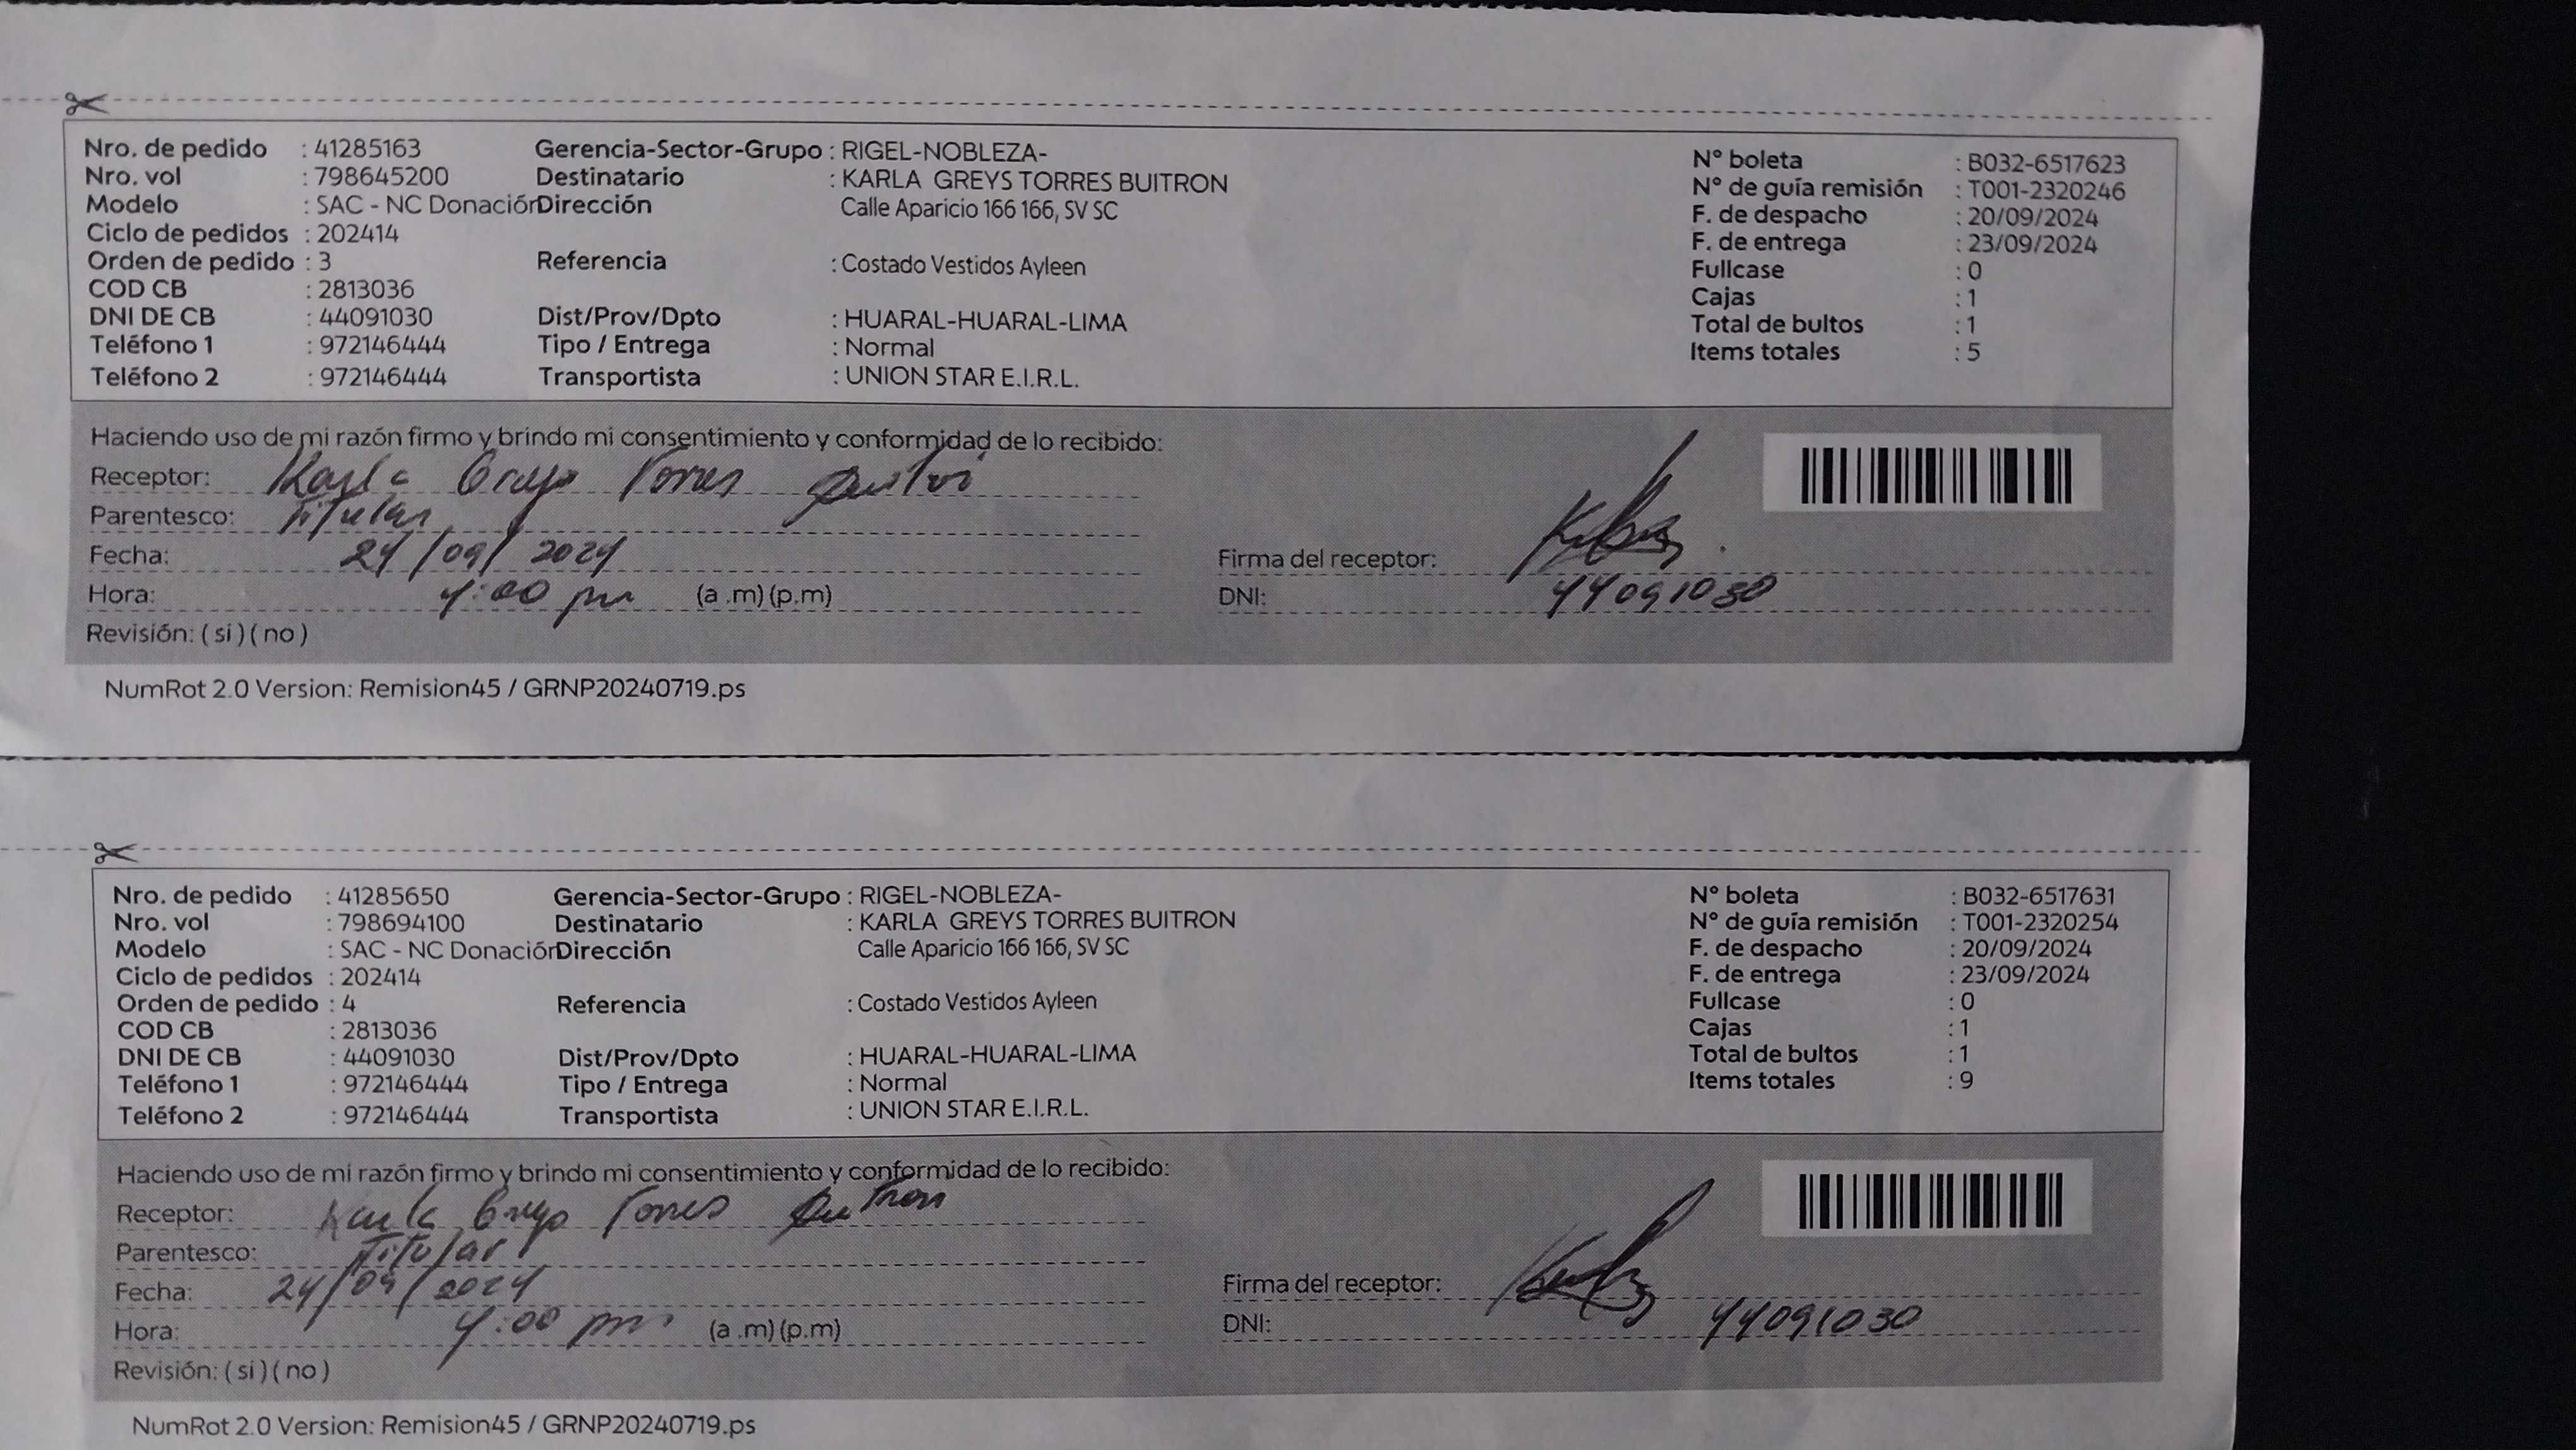 Nro. de pedido : 41285163 Gerencia-Sector-Grupo : RIGEL-NOBLEZA- N° boleta : B032-6517623
Nro. vol : 798645200 Destinatario : KARLA GREYS TORRES BUITRON N° de guía remisión : T001-2320246
Modelo : SAC - NC Donación Dirección Calle Aparicio 166 166, SV SC F. de despacho : 20/09/2024
Ciclo de pedidos : 202414 F. de entrega : 23/09/2024
Orden de pedido : 3 Referencia : Costado Vestidos Ayleen Fullcase : 0
COD CB : 2813036 Cajas : 1
DNI DE CB : 44091030 Dist/Prov/Dpto : HUARAL-HUARAL-LIMA Total de bultos : 1
Teléfono 1 : 972146444 Tipo / Entrega : Normal Items totales : 5
Teléfono 2 : 972146444 Transportista : UNION STAR E.I.R.L.
Haciendo uso de mi razón firmo y brindo mi consentimiento y conformidad de lo recibido:
Receptor: Karla Greys Torres
Parentesco: Titular
Fecha: 24/09/2024 Firma del receptor:
Hora: 4:00 pm (a .m) (p.m) DNI: 44091030
Revisión: ( si ) ( no )
NumRot 2.0 Version: Remision45 / GRNP20240719.ps
Nro. de pedido : 41285650 Gerencia-Sector-Grupo : RIGEL-NOBLEZA- N° boleta : B032-6517631
Nro. vol : 798694100 Destinatario : KARLA GREYS TORRES BUITRON N° de guía remisión : T001-2320254
Modelo : SAC - NC Donación Dirección Calle Aparicio 166 166, SV SC F. de despacho : 20/09/2024
Ciclo de pedidos : 202414 F. de entrega : 23/09/2024
Orden de pedido : 4 Referencia : Costado Vestidos Ayleen Fullcase : 0
COD CB : 2813036 Cajas : 1
DNI DE CB : 44091030 Dist/Prov/Dpto : HUARAL-HUARAL-LIMA Total de bultos : 1
Teléfono 1 : 972146444 Tipo / Entrega : Normal Items totales : 9
Teléfono 2 : 972146444 Transportista : UNION STAR E.I.R.L.
Haciendo uso de mi razón firmo y brindo mi consentimiento y conformidad de lo recibido:
Receptor: Karla Greys Torres Buitron
Parentesco: Titular
Fecha: 24/09/2024 Firma del receptor:
Hora: 4:00 pm (a .m) (p.m) DNI: 44091030
Revisión: ( si ) ( no )
NumRot 2.0 Version: Remision45 / GRNP20240719.ps